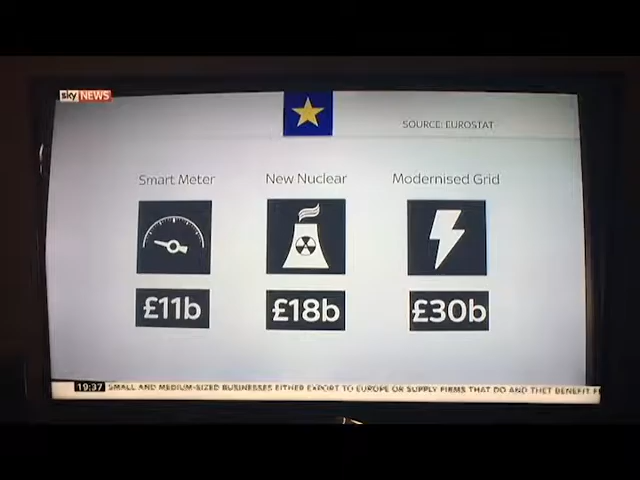 sky NEWS
SOURCE: EUROSTAT
Smart Meter
New Nuclear
Modernised Grid
£11b
£18b
£30b
19:37 SMALL AND MEDIUM-SIZED BUSINESSES EITHER EXPORT TO EUROPE OR SUPPLY FIRMS THAT DO AND THEY BENEFIT F